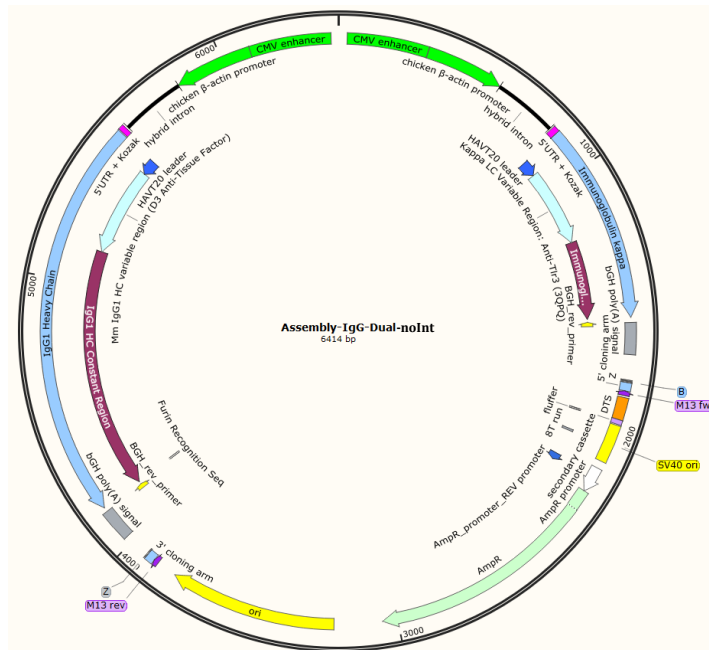 CMV enhancer
CMV enhancer
6000
chicken β-actin promoter
chicken β-actin promoter
hybrid intron
hybrid intron
5'UTR + Kozak
5'UTR + Kozak
1000
HAVT20 leader
HAVT20 leader
Mm IgG1 HC variable region (D3 Anti-Tissue Factor)
Kappa LC Variable Region: Anti-Tlr3 (3QPQ)
Immunoglobulin kappa
Immunogl...
5000
IgG1 Heavy Chain
IgG1 HC Constant Region
BGH_rev_primer
bGH poly(A) signal
Assembly-IgG-Dual-noInt
6414 bp
5' cloning arm
Z
B
M13 fw
DTS
2000
SV40 ori
fluffer
8T run
secondary cassette
AmpR promoter
AmpR_promoter_REV promoter
AmpR
3000
Furin Recognition Seq
BGH_rev_primer
bGH poly(A) signal
3' cloning arm
Z
M13 rev
ori